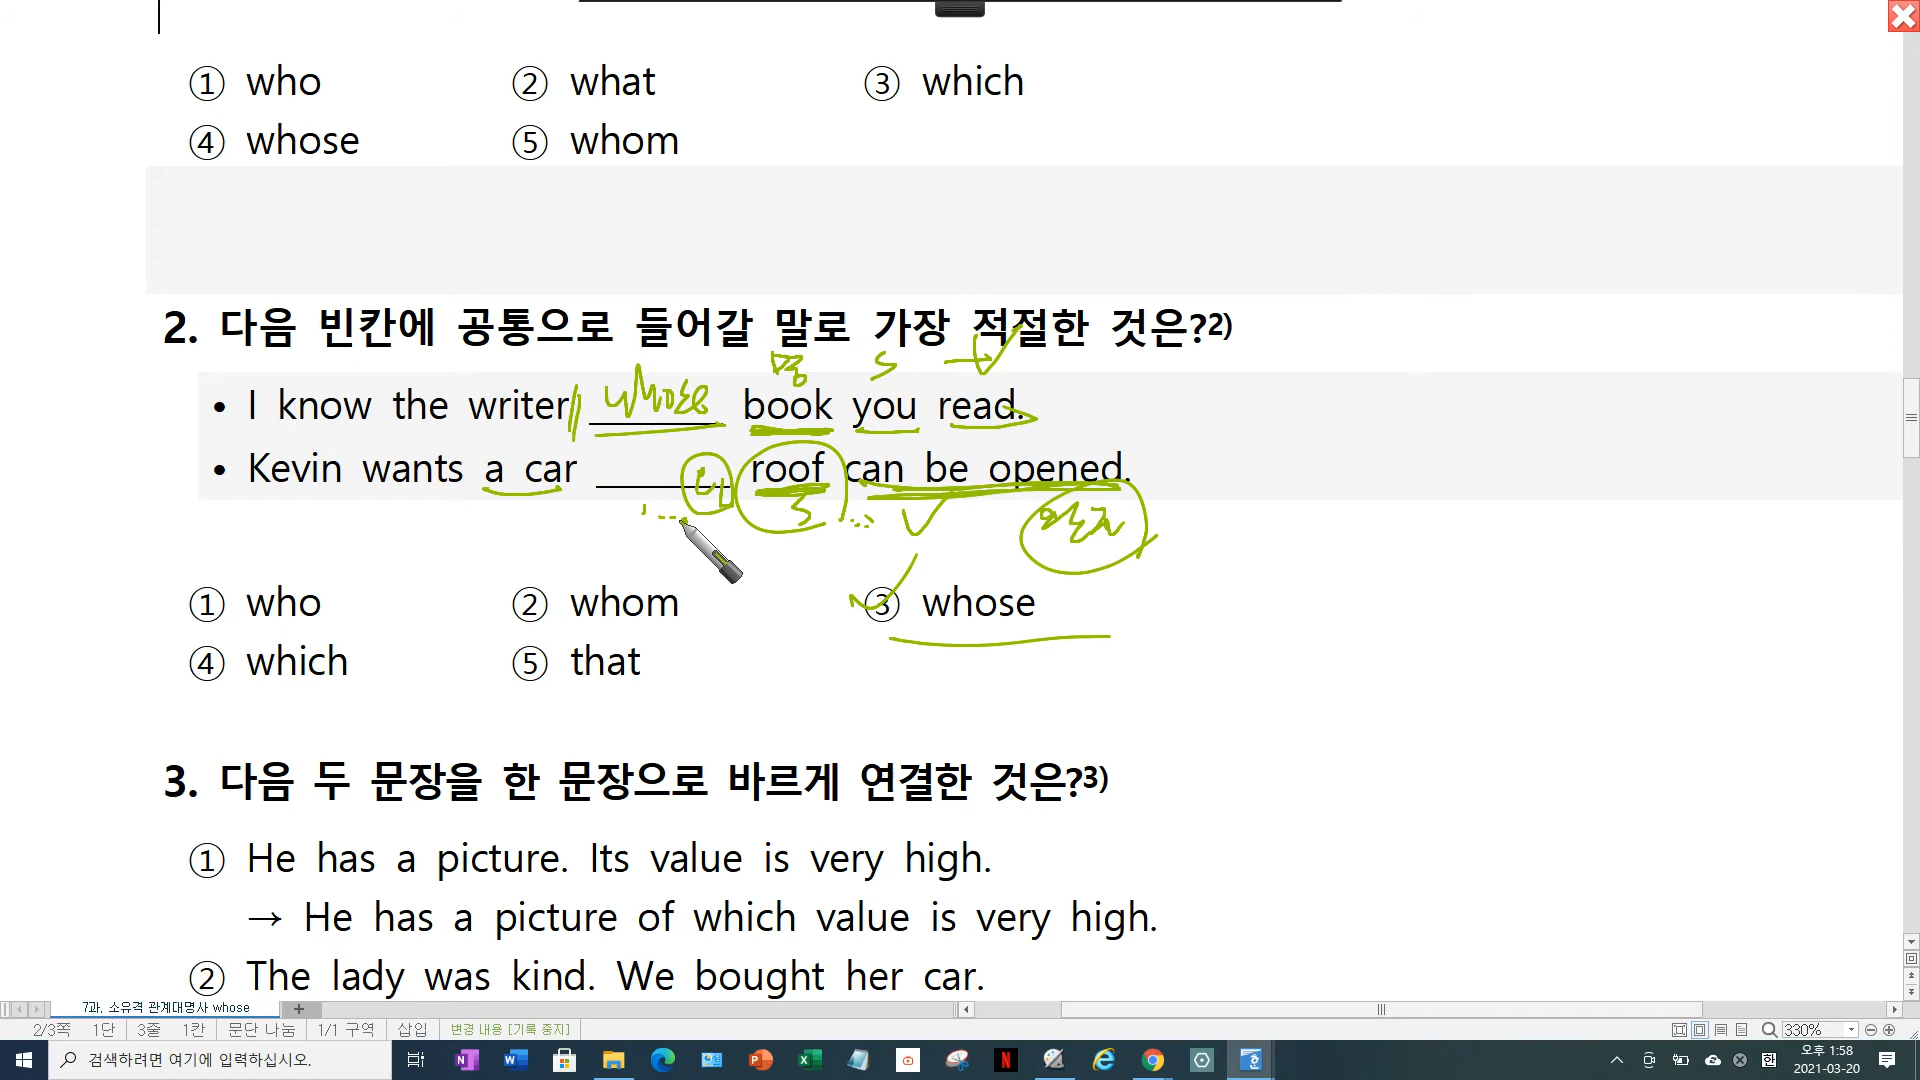 ① who ② what ③ which
④ whose ⑤ whom
2. 다음 빈칸에 공통으로 들어갈 말로 가장 적절한 것은?2)
명 S
• I know the writer whose book you read.
• Kevin wants a car ______ roof can be opened.
S
① who ② whom ③ whose
④ which ⑤ that
3. 다음 두 문장을 한 문장으로 바르게 연결한 것은?3)
① He has a picture. Its value is very high.
→ He has a picture of which value is very high.
② The lady was kind. We bought her car.
7과, 소유격 관계대명사 whose
2/3쪽 1단 3줄 1칸 문단 나눔 1/1 구역 삽입 변경 내용 [기록 중지] 330%
검색하려면 여기에 입력하십시오. 오후 1:58
2021-03-20